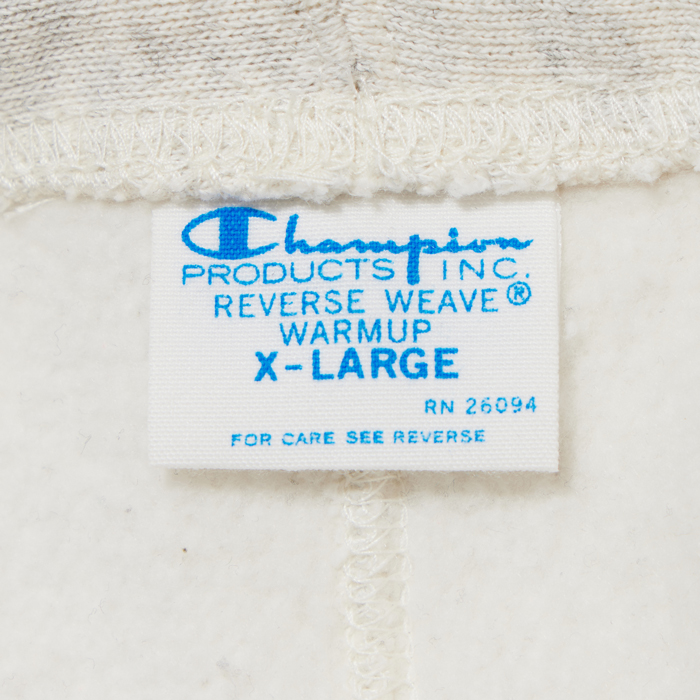 Champion
PRODUCTS INC.
REVERSE WEAVE®
WARMUP
X-LARGE
RN 26094
FOR CARE SEE REVERSE